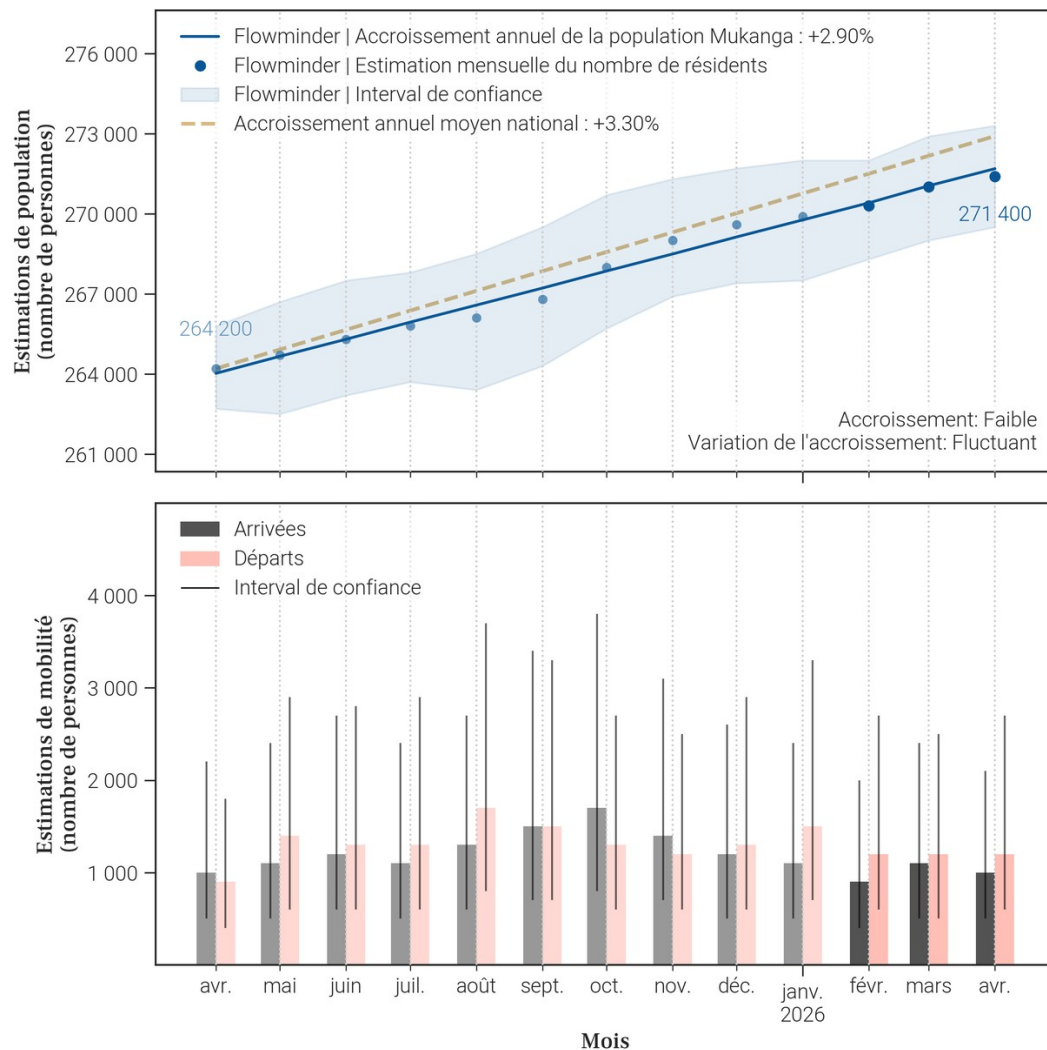 Flowminder | Accroissement annuel de la population Mukanga : +2.90%
Flowminder | Estimation mensuelle du nombre de résidents
Flowminder | Interval de confiance
Accroissement annuel moyen national : +3.30%
Estimations de population
(nombre de personnes)
276 000
273 000
270 000
267 000
264 000
261 000
264 200
271 400
Accroissement: Faible
Variation de l'accroissement: Fluctuant
Arrivées
Départs
Interval de confiance
Estimations de mobilité
(nombre de personnes)
4 000
3 000
2 000
1 000
avr. mai juin juil. août sept. oct. nov. déc. janv. févr. mars avr.
2026
Mois